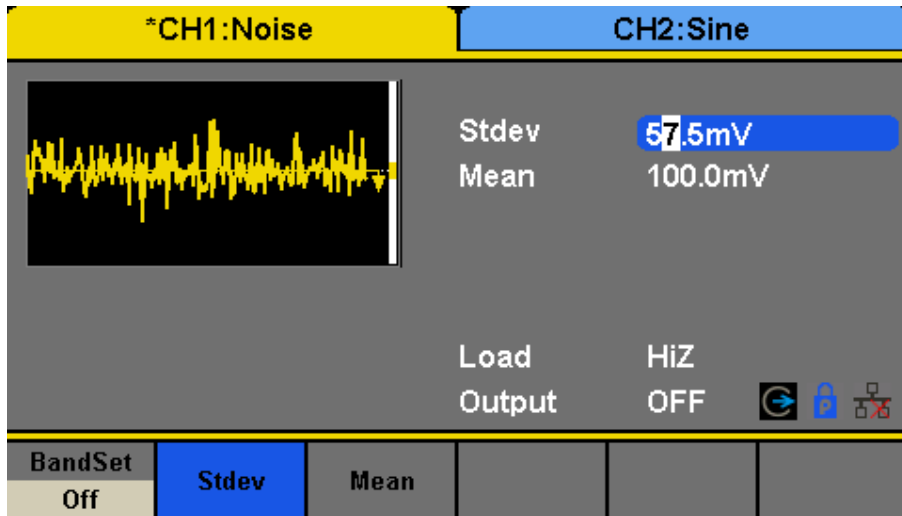 *CH1:Noise CH2:Sine
Stdev 57.5mV
Mean 100.0mV
Load HiZ
Output OFF
P
BandSet
Off
Stdev Mean